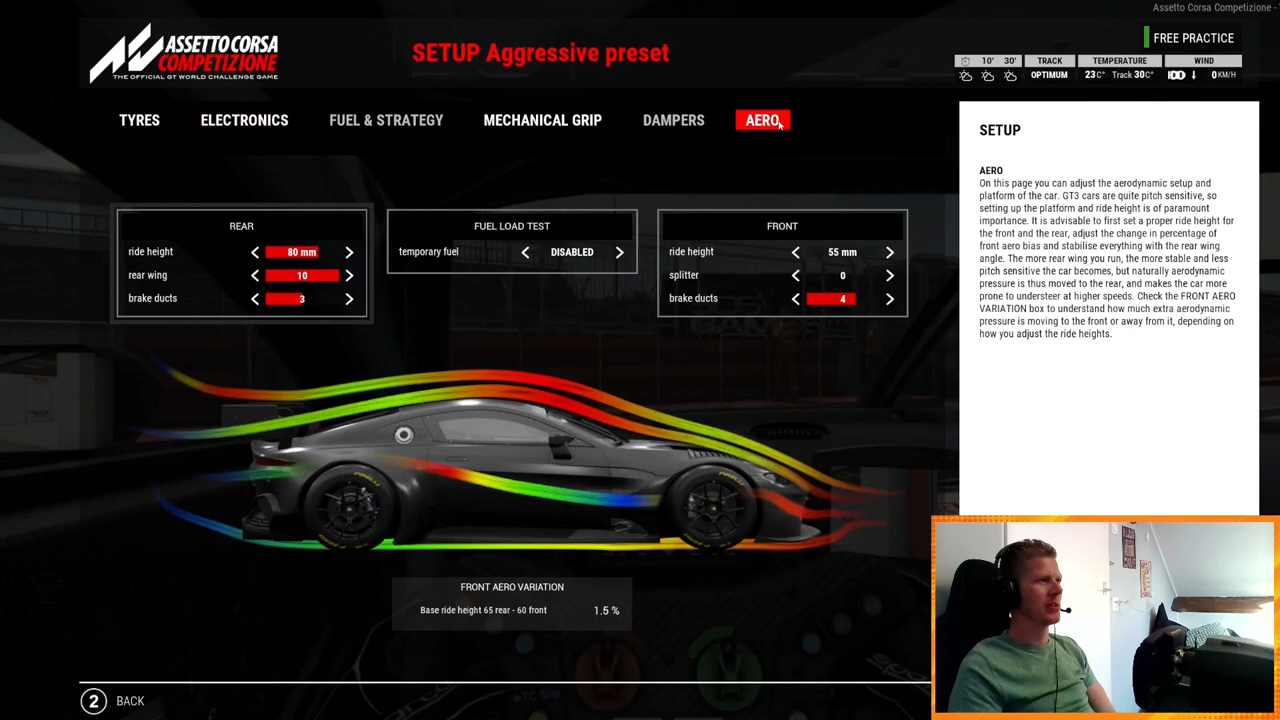 Assetto Corsa Competizione -
ASSETTO CORSA
COMPETIZIONE
THE OFFICIAL GT WORLD CHALLENGE GAME
SETUP Aggressive preset
FREE PRACTICE
10' 30' TRACK TEMPERATURE WIND
OPTIMUM 23C° Track 30C° 0KM/H
TYRES ELECTRONICS FUEL & STRATEGY MECHANICAL GRIP DAMPERS AERO
REAR
ride height 80 mm
rear wing 10
brake ducts 3
FUEL LOAD TEST
temporary fuel DISABLED
FRONT
ride height 55 mm
splitter 0
brake ducts 4
SETUP
AERO
On this page you can adjust the aerodynamic setup and
platform of the car. GT3 cars are quite pitch sensitive, so
setting up the platform and ride height is of paramount
importance. It is advisable to first set a proper ride height for
the front and the rear, adjust the change in percentage of
front aero bias and stabilise everything with the rear wing
angle. The more rear wing you run, the more stable and less
pitch sensitive the car becomes, but naturally aerodynamic
pressure is thus moved to the rear, and makes the car more
prone to understeer at higher speeds. Check the FRONT AERO
VARIATION box to understand how much extra aerodynamic
pressure is moving to the front or away from it, depending on
how you adjust the ride heights.
FRONT AERO VARIATION
Base ride height 65 rear - 60 front 1.5 %
TC Slip
2 BACK